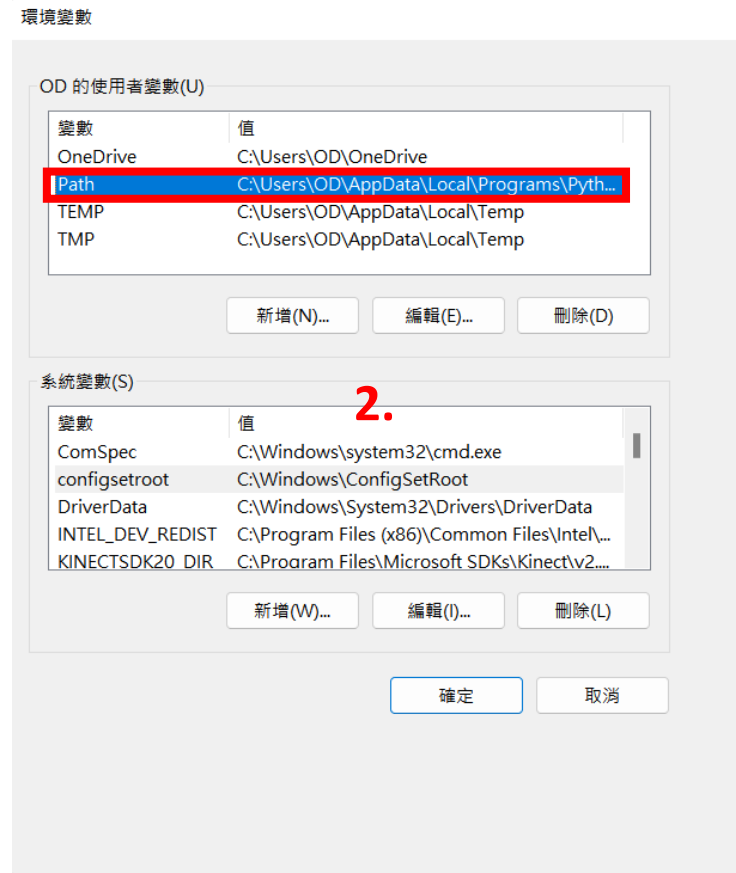 環境變數
OD 的使用者變數(U)
變數 值
OneDrive C:\Users\OD\OneDrive
Path C:\Users\OD\AppData\Local\Programs\Pyth...
TEMP C:\Users\OD\AppData\Local\Temp
TMP C:\Users\OD\AppData\Local\Temp
新增(N)... 編輯(E)... 刪除(D)
系統變數(S)
2.
變數 值
ComSpec C:\Windows\system32\cmd.exe
configsetroot C:\Windows\ConfigSetRoot
DriverData C:\Windows\System32\Drivers\DriverData
INTEL_DEV_REDIST C:\Program Files (x86)\Common Files\Intel\...
KINECTSDK20_DIR C:\Program Files\Microsoft SDKs\Kinect\v2....
新增(W)... 編輯(I)... 刪除(L)
確定 取消